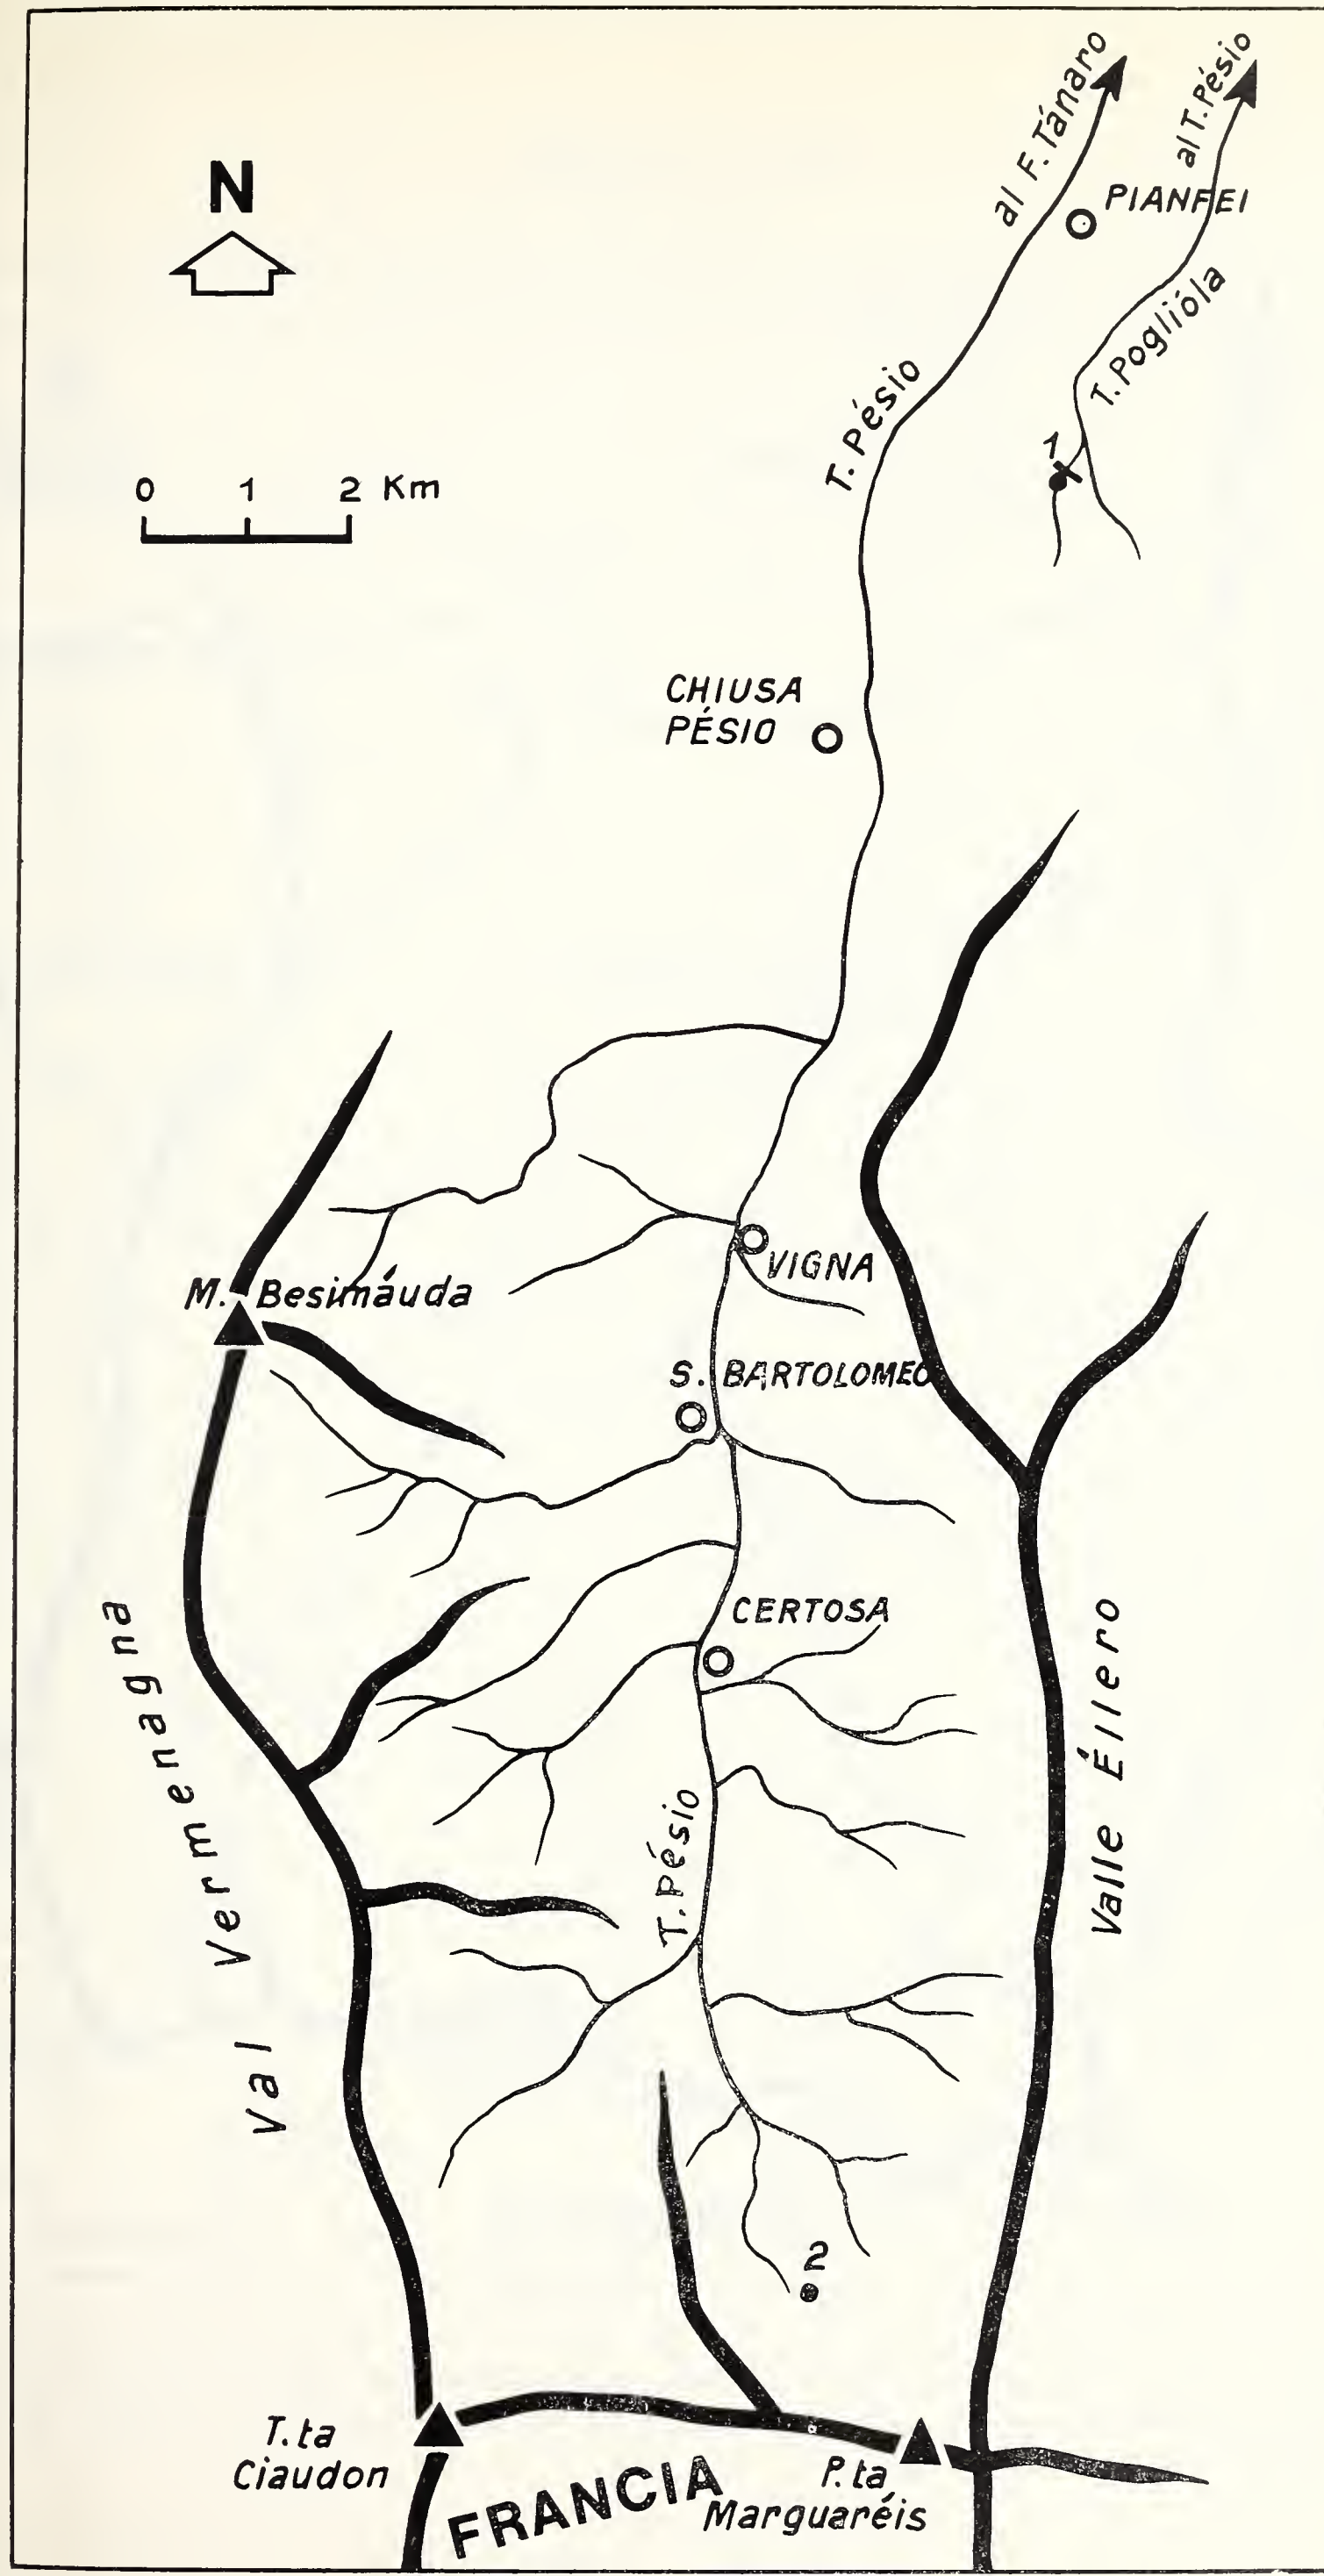 al F. Tánaro
al T. Pésio
N
PIANFEI
T. Poglióla
T. Pésio
1
0 1 2 Km
CHIUSA
PÉSIO
VIGNA
M. Besimáuda
S. BARTOLOMEO
CERTOSA
Val Vermenagna
Valle Éllero
T. Pésio
2
T.ta
Ciaudon
FRANCIA
P.ta
Marguaréis